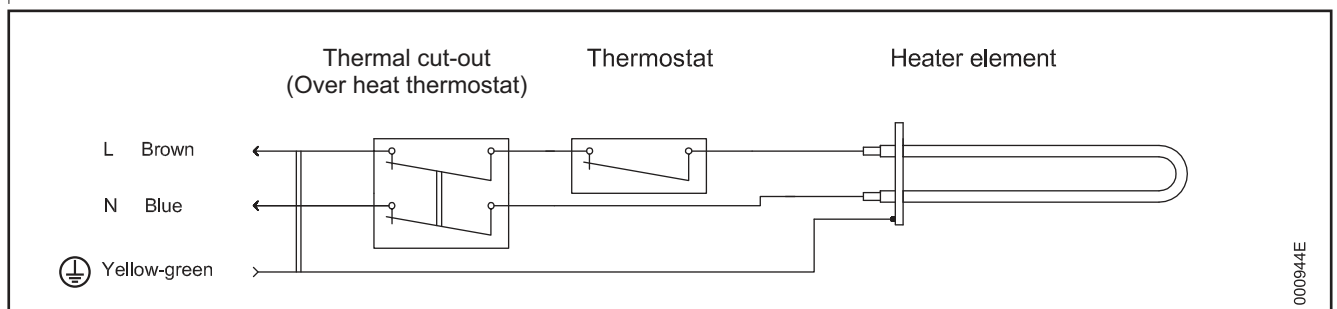 Thermal cut-out
(Over heat thermostat)
Thermostat
Heater element
L Brown
N Blue
Yellow-green
000944E